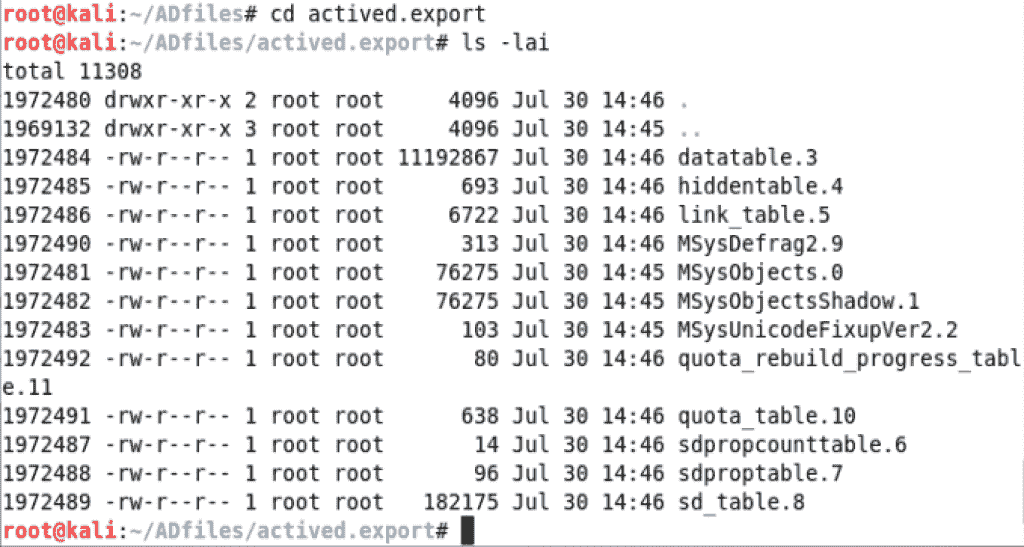 root@kali:~/ADfiles# cd actived.export
root@kali:~/ADfiles/actived.export# ls -lai
total 11308
1972480 drwxr-xr-x 2 root root     4096 Jul 30 14:46 .
1969132 drwxr-xr-x 3 root root     4096 Jul 30 14:45 ..
1972484 -rw-r--r-- 1 root root 11192867 Jul 30 14:46 datatable.3
1972485 -rw-r--r-- 1 root root      693 Jul 30 14:46 hiddentable.4
1972486 -rw-r--r-- 1 root root     6722 Jul 30 14:46 link_table.5
1972490 -rw-r--r-- 1 root root      313 Jul 30 14:46 MSysDefrag2.9
1972481 -rw-r--r-- 1 root root    76275 Jul 30 14:45 MSysObjects.0
1972482 -rw-r--r-- 1 root root    76275 Jul 30 14:45 MSysObjectsShadow.1
1972483 -rw-r--r-- 1 root root      103 Jul 30 14:45 MSysUnicodeFixupVer2.2
1972492 -rw-r--r-- 1 root root       80 Jul 30 14:46 quota_rebuild_progress_tabl
e.11
1972491 -rw-r--r-- 1 root root      638 Jul 30 14:46 quota_table.10
1972487 -rw-r--r-- 1 root root       14 Jul 30 14:46 sdpropcounttable.6
1972488 -rw-r--r-- 1 root root       96 Jul 30 14:46 sdproptable.7
1972489 -rw-r--r-- 1 root root   182175 Jul 30 14:46 sd_table.8
root@kali:~/ADfiles/actived.export#